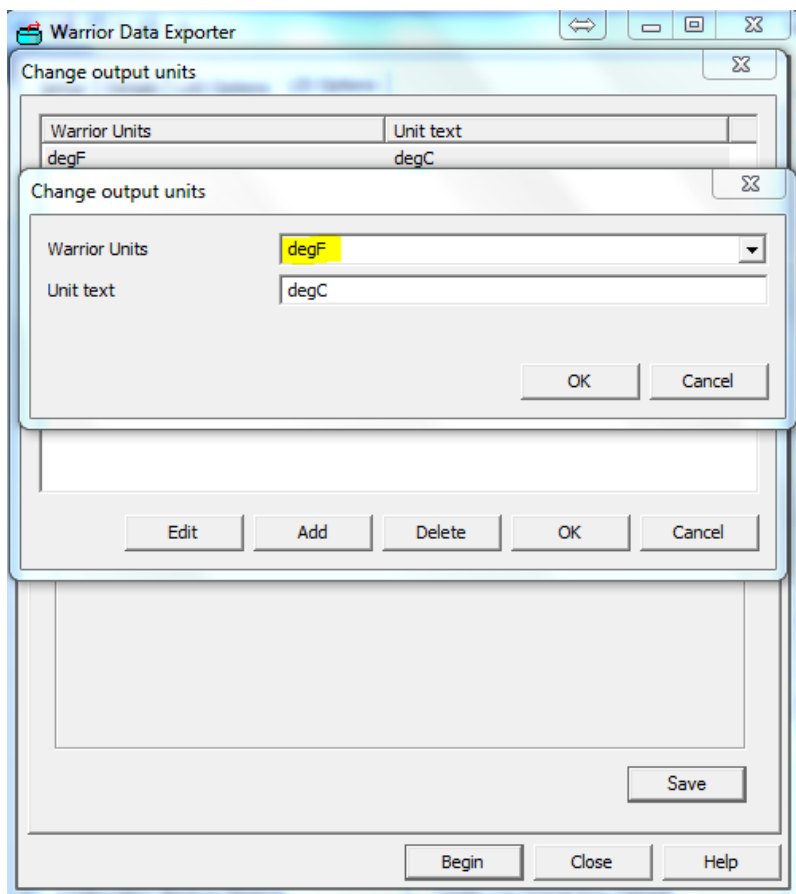 Warrior Data Exporter
Change output units
Warrior Units Unit text
degF degC
Change output units
Warrior Units degF
Unit text degC
OK Cancel
Edit Add Delete OK Cancel
Save
Begin Close Help